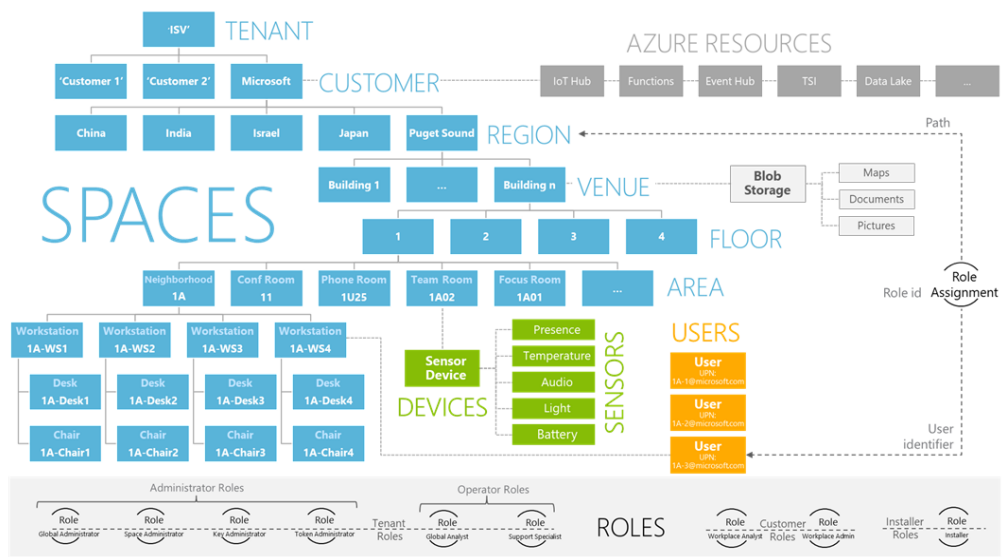 'ISV'
TENANT
AZURE RESOURCES
'Customer 1'
'Customer 2'
Microsoft
CUSTOMER
IoT Hub
Functions
Event Hub
TSI
Data Lake
...
China
India
Israel
Japan
Puget Sound
REGION
Path
Building 1
...
Building n
VENUE
Blob
Storage
Maps
Documents
Pictures
SPACES
1
2
3
4
FLOOR
Neighborhood
1A
Conf Room
11
Phone Room
1U25
Team Room
1A02
Focus Room
1A01
...
AREA
Role id
Role
Assignment
Workstation
1A-WS1
Workstation
1A-WS2
Workstation
1A-WS3
Workstation
1A-WS4
Sensor
Device
DEVICES
Presence
Temperature
Audio
Light
Battery
SENSORS
USERS
User
UPN:
1A-1@microsoft.com
User
UPN:
1A-2@microsoft.com
User
UPN:
1A-3@microsoft.com
User
identifier
Desk
1A-Desk1
Desk
1A-Desk2
Desk
1A-Desk3
Desk
1A-Desk4
Chair
1A-Chair1
Chair
1A-Chair2
Chair
1A-Chair3
Chair
1A-Chair4
Administrator Roles
Operator Roles
Role
Global Administrator
Role
Space Administrator
Role
Key Administrator
Role
Token Administrator
Tenant
Roles
Role
Global Analyst
Role
Support Specialist
ROLES
Role
Workplace Analyst
Customer
Roles
Role
Workplace Admin
Installer
Roles
Role
Installer